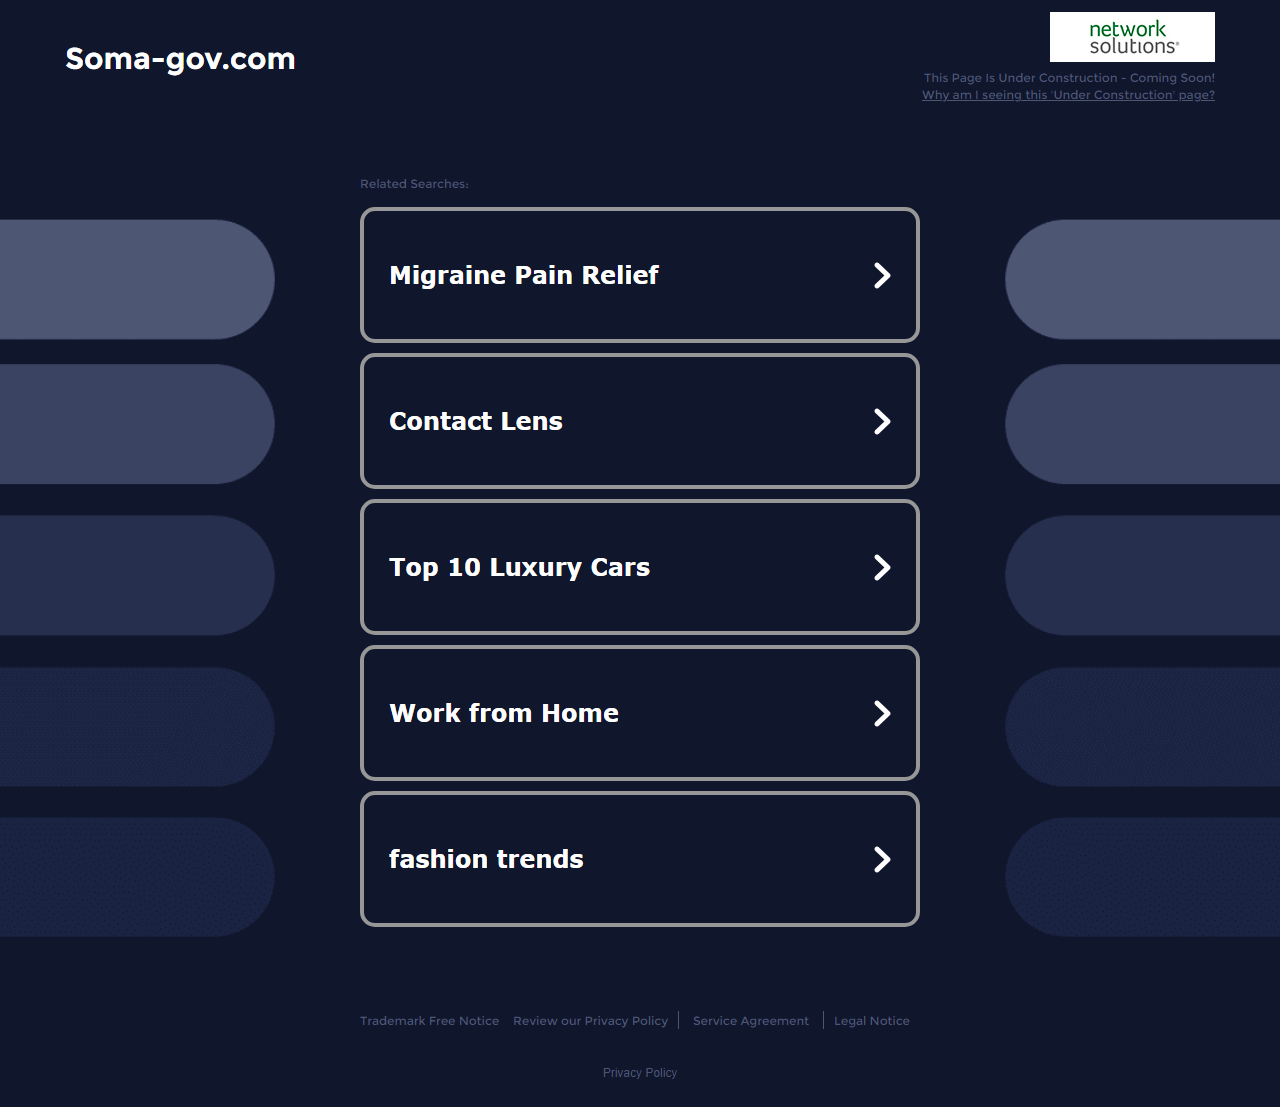 Soma-gov.com
network
solutions®
This Page Is Under Construction - Coming Soon!
Why am I seeing this 'Under Construction' page?
Related Searches:
Migraine Pain Relief
Contact Lens
Top 10 Luxury Cars
Work from Home
fashion trends
Trademark Free Notice Review our Privacy Policy Service Agreement Legal Notice
Privacy Policy